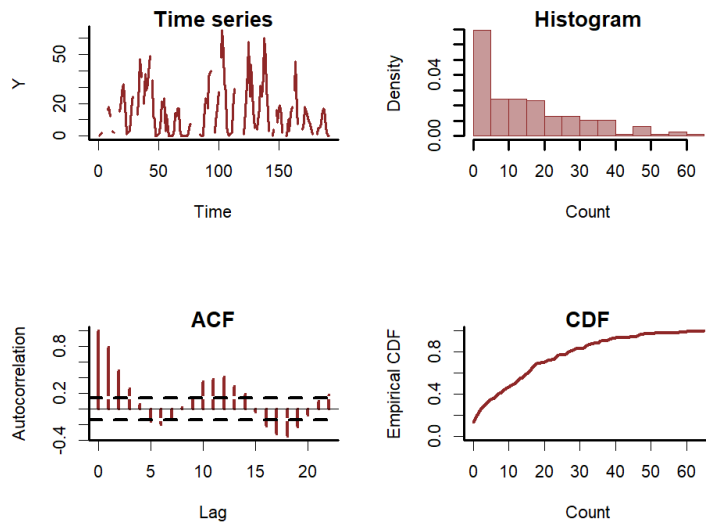 Time series
Y
0
20
50
0
50
100
150
Time
Histogram
Density
0.00
0.04
0
10
20
30
40
50
60
Count
ACF
Autocorrelation
-0.4
0.2
0.8
0
5
10
15
20
Lag
CDF
Empirical CDF
0.0
0.4
0.8
0
10
20
30
40
50
60
Count